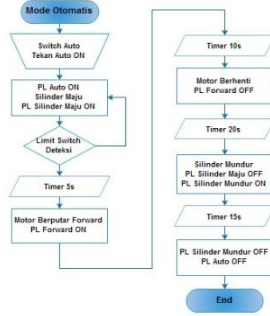 Mode Otomatis
Switch Auto
Tekan Auto ON
PL Auto ON
Silinder Maju
PL Silinder Maju ON
Limit Switch
Deteksi
Timer 5s
Motor Berputar Forward
PL Forward ON
Timer 10s
Motor Berhenti
PL Forward OFF
Timer 20s
Silinder Mundur
PL Silinder Maju OFF
PL Silinder Mundur ON
Timer 15s
PL Silinder Mundur OFF
PL Auto OFF
End